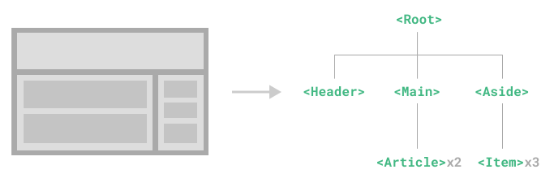 <Root>
<Header> <Main> <Aside>
<Article>x2 <Item>x3